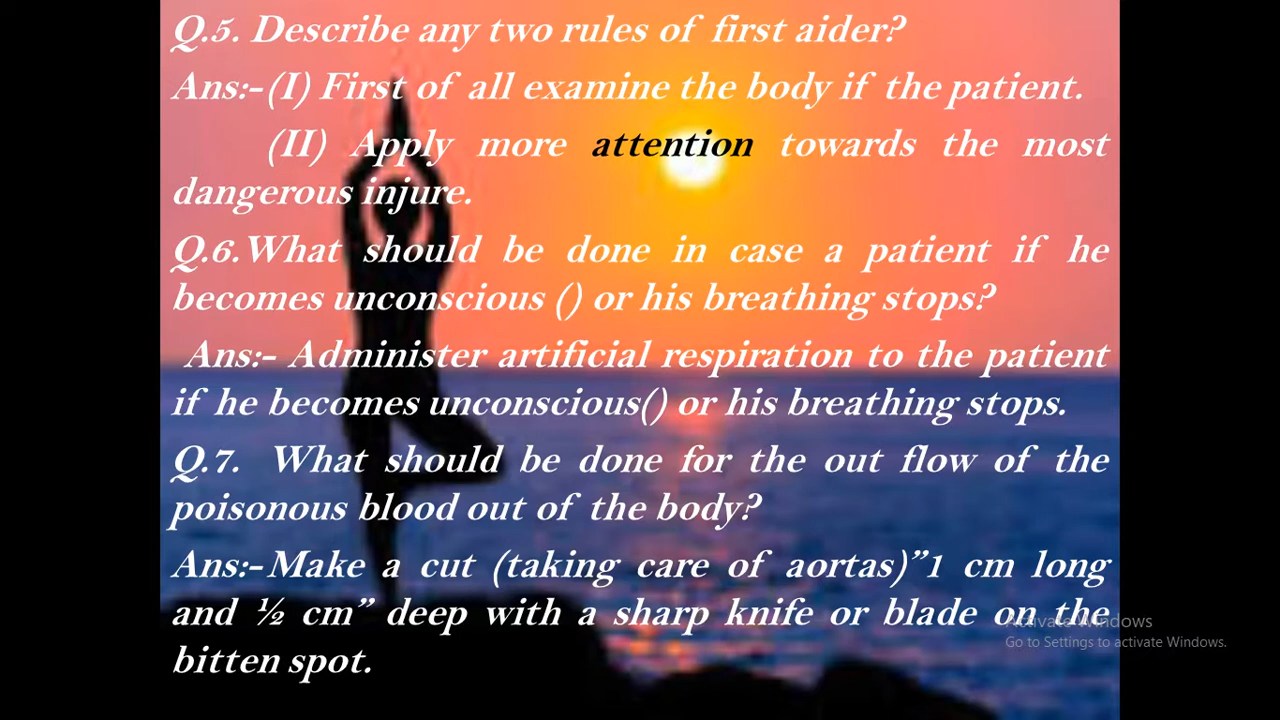 Q.5. Describe any two rules of first aider?
Ans:-(I) First of all examine the body if the patient.
(II) Apply more attention towards the most
dangerous injure.
Q.6.What should be done in case a patient if he
becomes unconscious () or his breathing stops?
Ans:- Administer artificial respiration to the patient
if he becomes unconscious() or his breathing stops.
Q.7. What should be done for the out flow of the
poisonous blood out of the body?
Ans:-Make a cut (taking care of aortas)”1 cm long
and ½ cm” deep with a sharp knife or blade on the
bitten spot.
Activate Windows
Go to Settings to activate Windows.